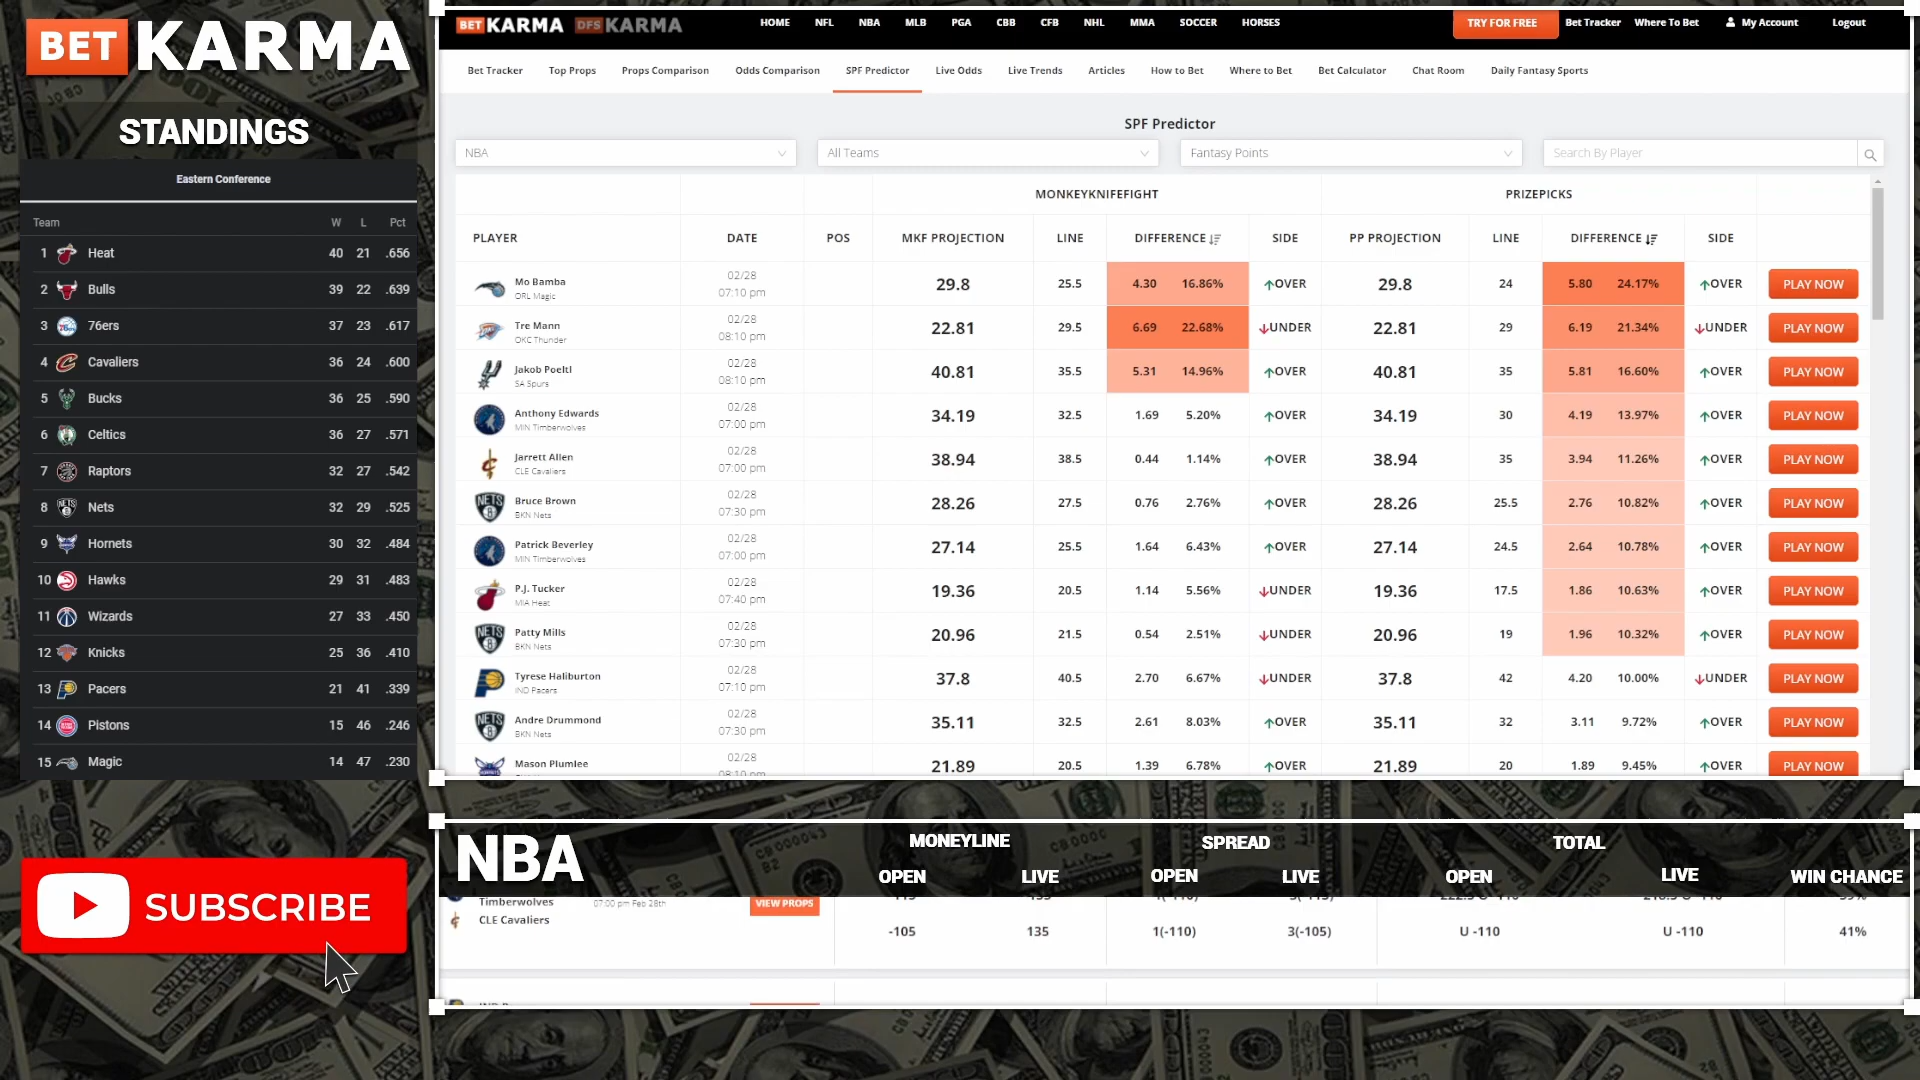 BET KARMA
STANDINGS
Eastern Conference
Team W L Pct
1 Heat 40 21 .656
2 Bulls 39 22 .639
3 76ers 37 23 .617
4 Cavaliers 36 24 .600
5 Bucks 36 25 .590
6 Celtics 36 27 .571
7 Raptors 32 27 .542
8 Nets 32 29 .525
9 Hornets 30 32 .484
10 Hawks 29 31 .483
11 Wizards 27 33 .450
12 Knicks 25 36 .410
13 Pacers 21 41 .339
14 Pistons 15 46 .246
15 Magic 14 47 .230
SUBSCRIBE
BET KARMA DFS KARMA HOME NFL NBA MLB PGA CBB CFB NHL MMA SOCCER HORSES TRY FOR FREE Bet Tracker Where To Bet My Account Logout
Bet Tracker Top Props Props Comparison Odds Comparison SPF Predictor Live Odds Live Trends Articles How to Bet Where to Bet Bet Calculator Chat Room Daily Fantasy Sports
SPF Predictor
NBA All Teams Fantasy Points Search By Player
MONKEYKNIFEFIGHT PRIZEPICKS
PLAYER DATE POS MKF PROJECTION LINE DIFFERENCE SIDE PP PROJECTION LINE DIFFERENCE SIDE
Mo Bamba 02/28 29.8 25.5 4.30 16.86% OVER 29.8 24 5.80 24.17% OVER PLAY NOW
ORL Magic 07:10 pm
Tre Mann 02/28 22.81 29.5 6.69 22.68% UNDER 22.81 29 6.19 21.34% UNDER PLAY NOW
OKC Thunder 08:10 pm
Jakob Poeltl 02/28 40.81 35.5 5.31 14.96% OVER 40.81 35 5.81 16.60% OVER PLAY NOW
SA Spurs 08:10 pm
Anthony Edwards 02/28 34.19 32.5 1.69 5.20% OVER 34.19 30 4.19 13.97% OVER PLAY NOW
MIN Timberwolves 07:00 pm
Jarrett Allen 02/28 38.94 38.5 0.44 1.14% OVER 38.94 35 3.94 11.26% OVER PLAY NOW
CLE Cavaliers 07:00 pm
Bruce Brown 02/28 28.26 27.5 0.76 2.76% OVER 28.26 25.5 2.76 10.82% OVER PLAY NOW
BKN Nets 07:30 pm
Patrick Beverley 02/28 27.14 25.5 1.64 6.43% OVER 27.14 24.5 2.64 10.78% OVER PLAY NOW
MIN Timberwolves 07:00 pm
P.J. Tucker 02/28 19.36 20.5 1.14 5.56% UNDER 19.36 17.5 1.86 10.63% OVER PLAY NOW
MIA Heat 07:40 pm
Patty Mills 02/28 20.96 21.5 0.54 2.51% UNDER 20.96 19 1.96 10.32% OVER PLAY NOW
BKN Nets 07:30 pm
Tyrese Haliburton 02/28 37.8 40.5 2.70 6.67% UNDER 37.8 42 4.20 10.00% UNDER PLAY NOW
IND Pacers 07:10 pm
Andre Drummond 02/28 35.11 32.5 2.61 8.03% OVER 35.11 32 3.11 9.72% OVER PLAY NOW
BKN Nets 07:30 pm
Mason Plumlee 02/28 21.89 20.5 1.39 6.78% OVER 21.89 20 1.89 9.45% OVER PLAY NOW
08:10 pm
NBA MONEYLINE SPREAD TOTAL
OPEN LIVE OPEN LIVE OPEN LIVE WIN CHANCE
Timberwolves 07:00 pm Feb 28th VIEW PROPS
CLE Cavaliers
-105 135 1(-110) 3(-105) U -110 U -110 41%